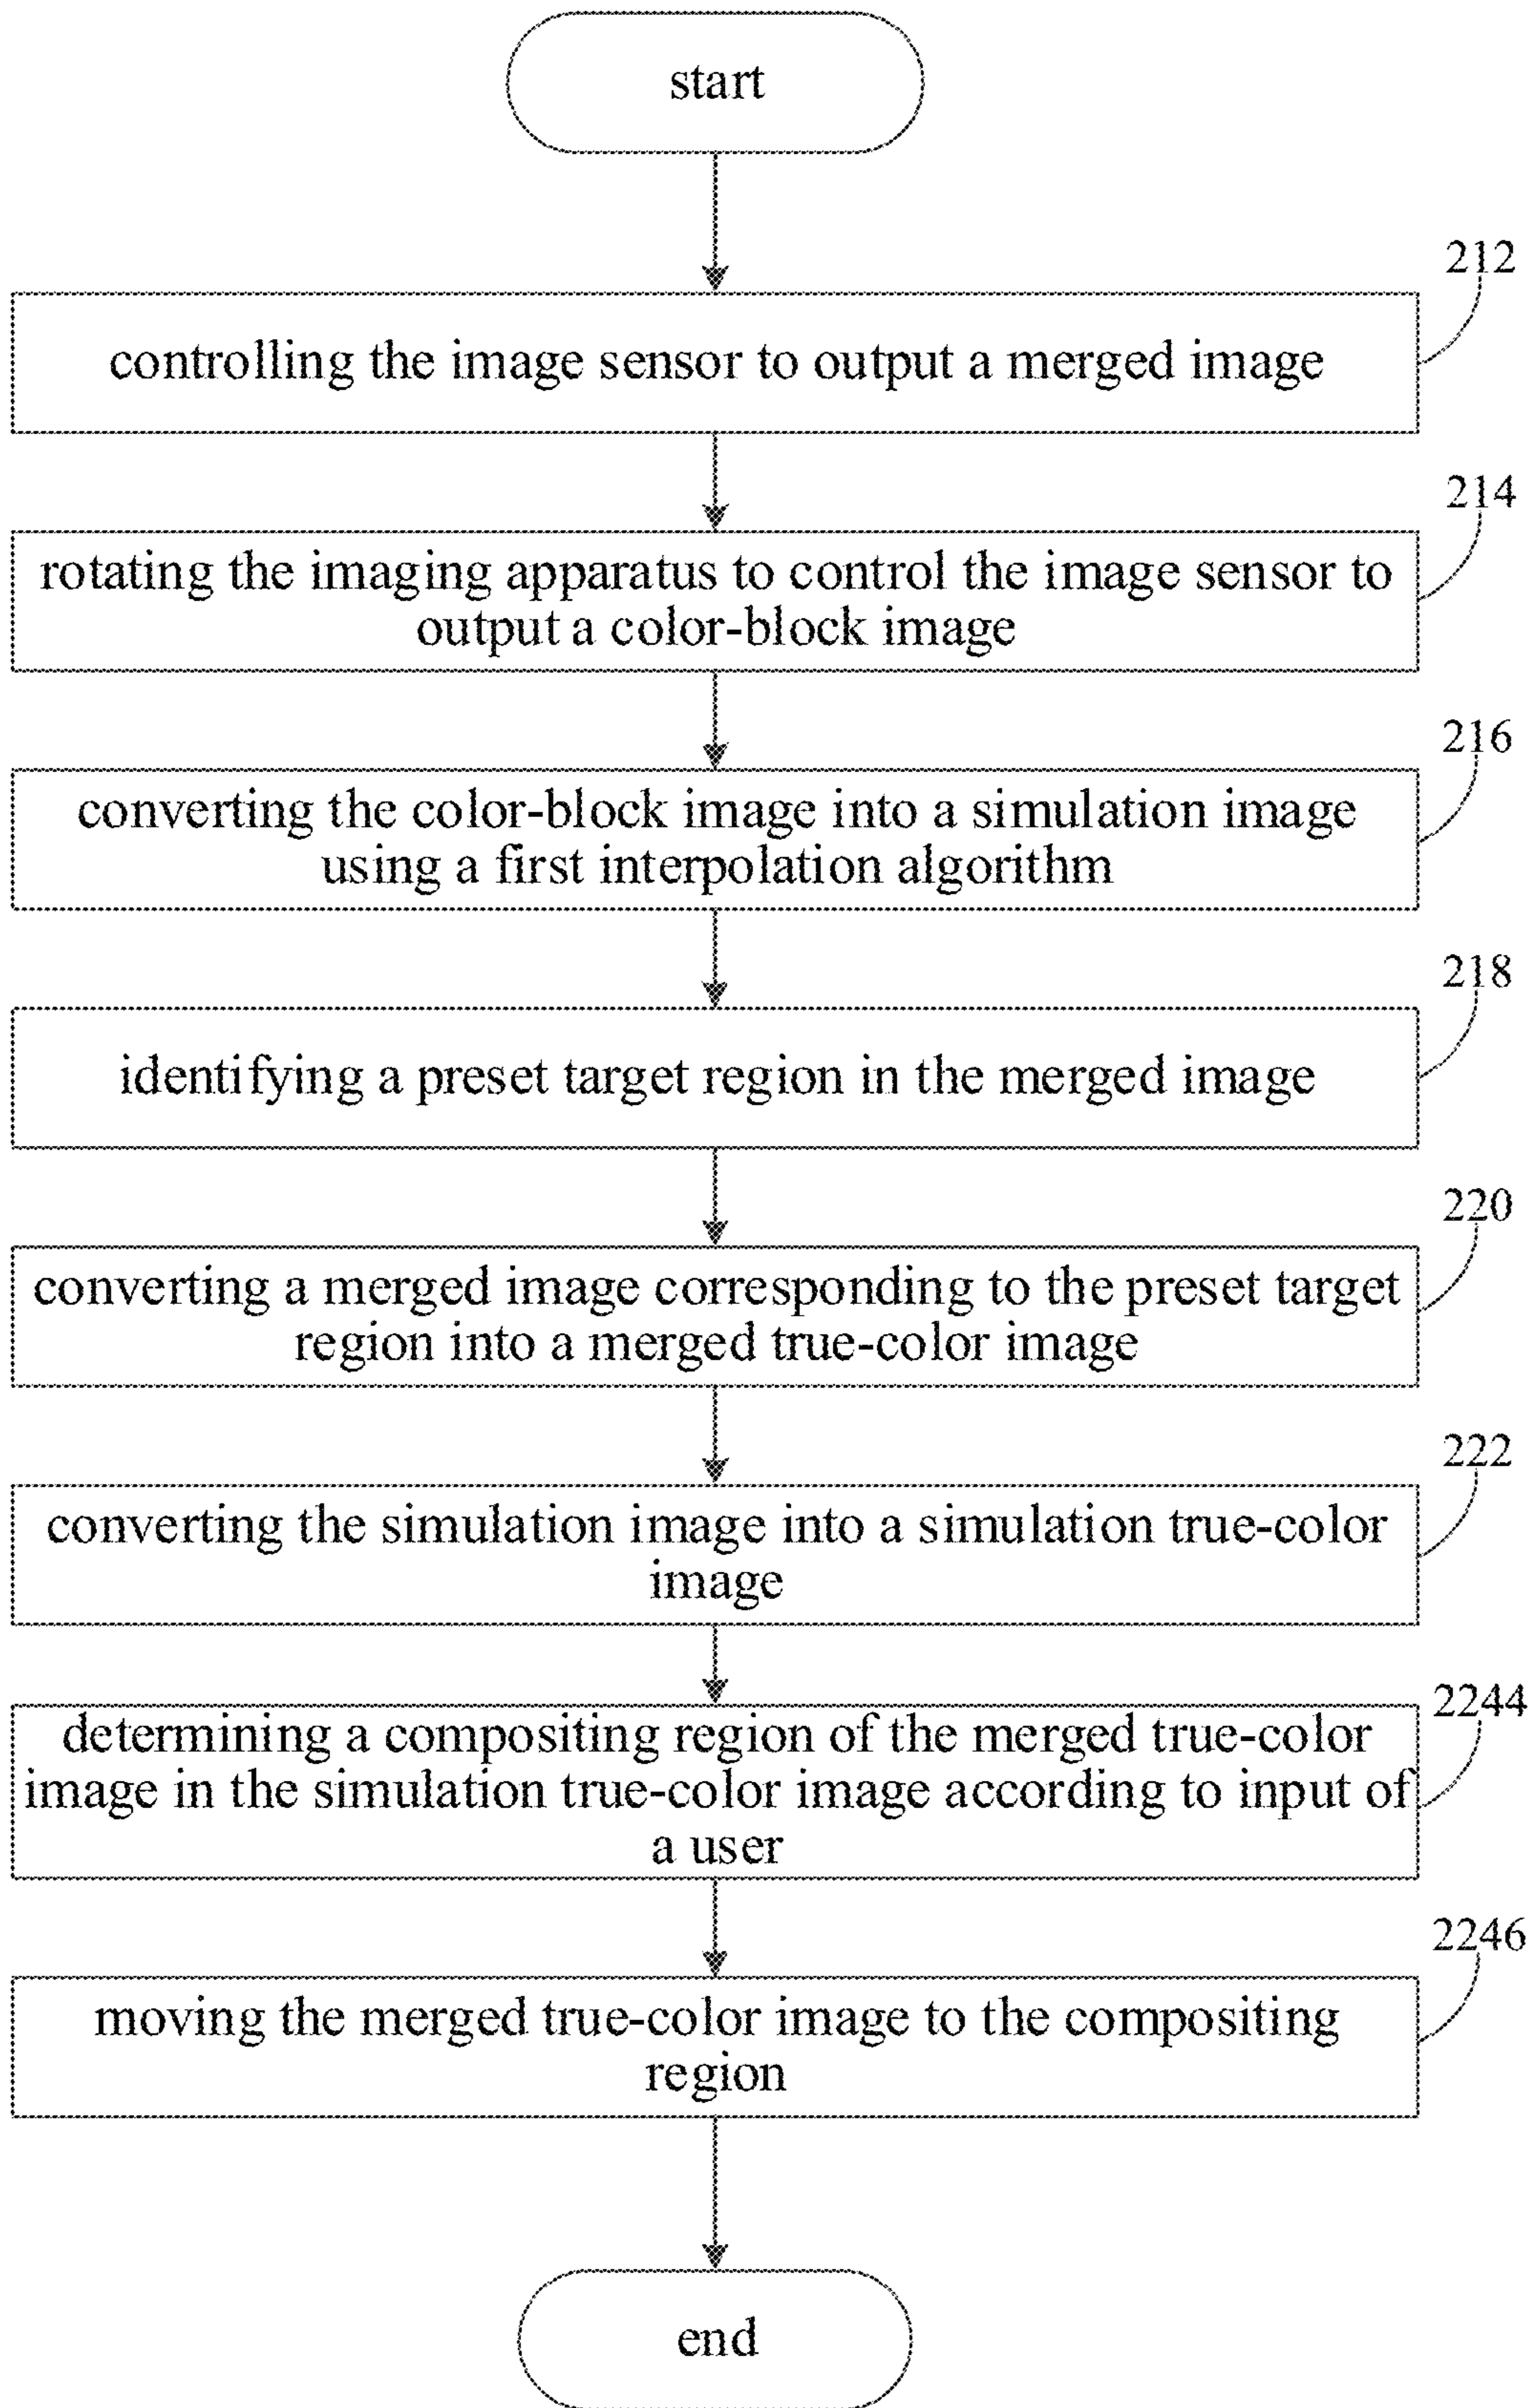 start
212
controlling the image sensor to output a merged image
214
rotating the imaging apparatus to control the image sensor to
output a color-block image
216
converting the color-block image into a simulation image
using a first interpolation algorithm
218
identifying a preset target region in the merged image
220
converting a merged image corresponding to the preset target
region into a merged true-color image
222
converting the simulation image into a simulation true-color
image
2244
determining a compositing region of the merged true-color
image in the simulation true-color image according to input of
a user
2246
moving the merged true-color image to the compositing
region
end